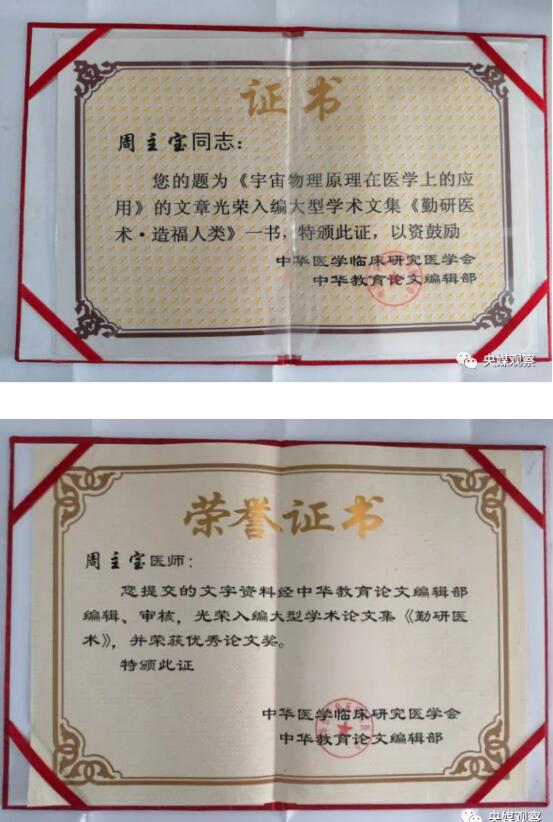 证书
周主宝同志：
您的题为《宇宙物理原理在医学上的应
用》的文章光荣入编大型学术文集《勤研医
术·造福人类》一书，特颁此证，以资鼓励
中华医学临床研究医学会
中华教育论文编辑部
央媒观察
荣誉证书
周主宝医师：
您提交的文字资料经中华教育论文编辑部
编辑、审核，光荣入编大型学术论文集《勤研医
术》，并荣获优秀论文奖。
特颁此证
中华医学临床研究医学会
中华教育论文编辑部
央媒观察